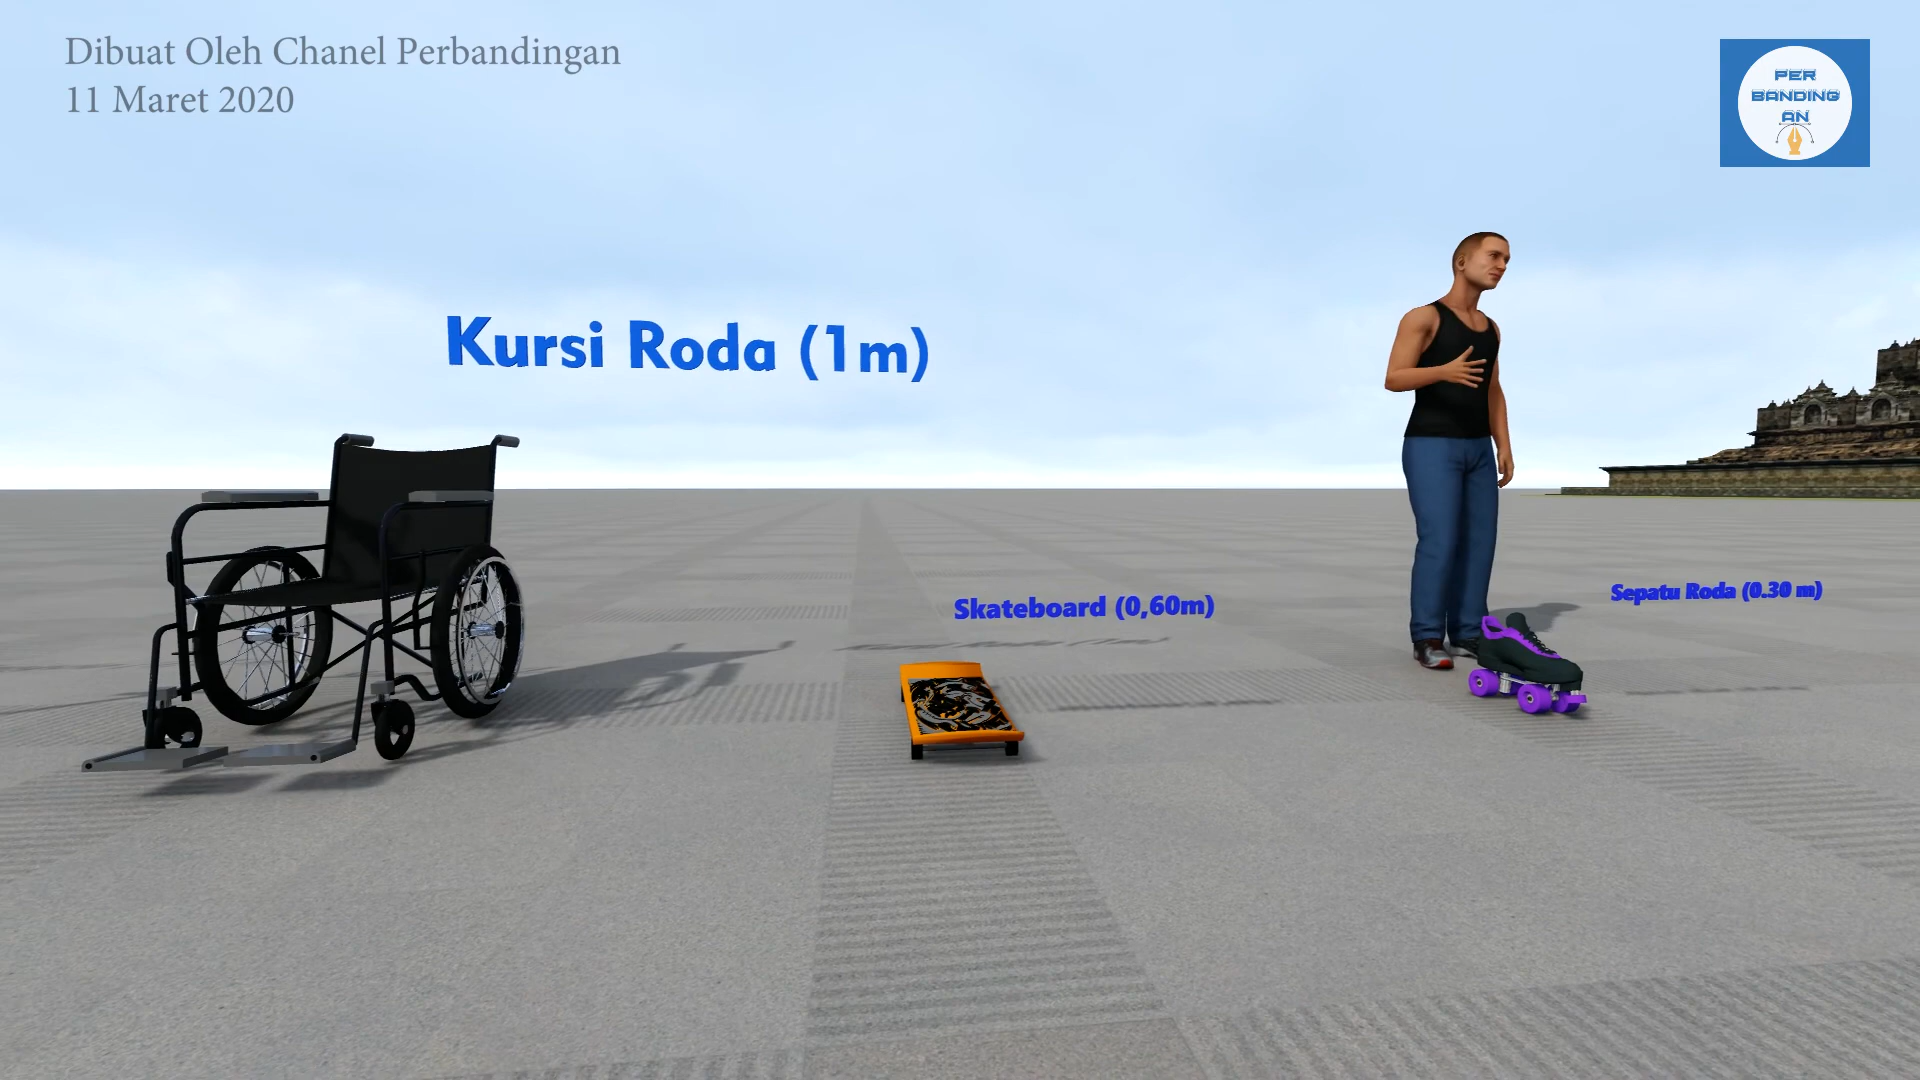 Dibuat Oleh Chanel Perbandingan
11 Maret 2020
PER
BANDING
AN
Kursi Roda (1m)
Skateboard (0,60m)
Sepatu Roda (0.30 m)